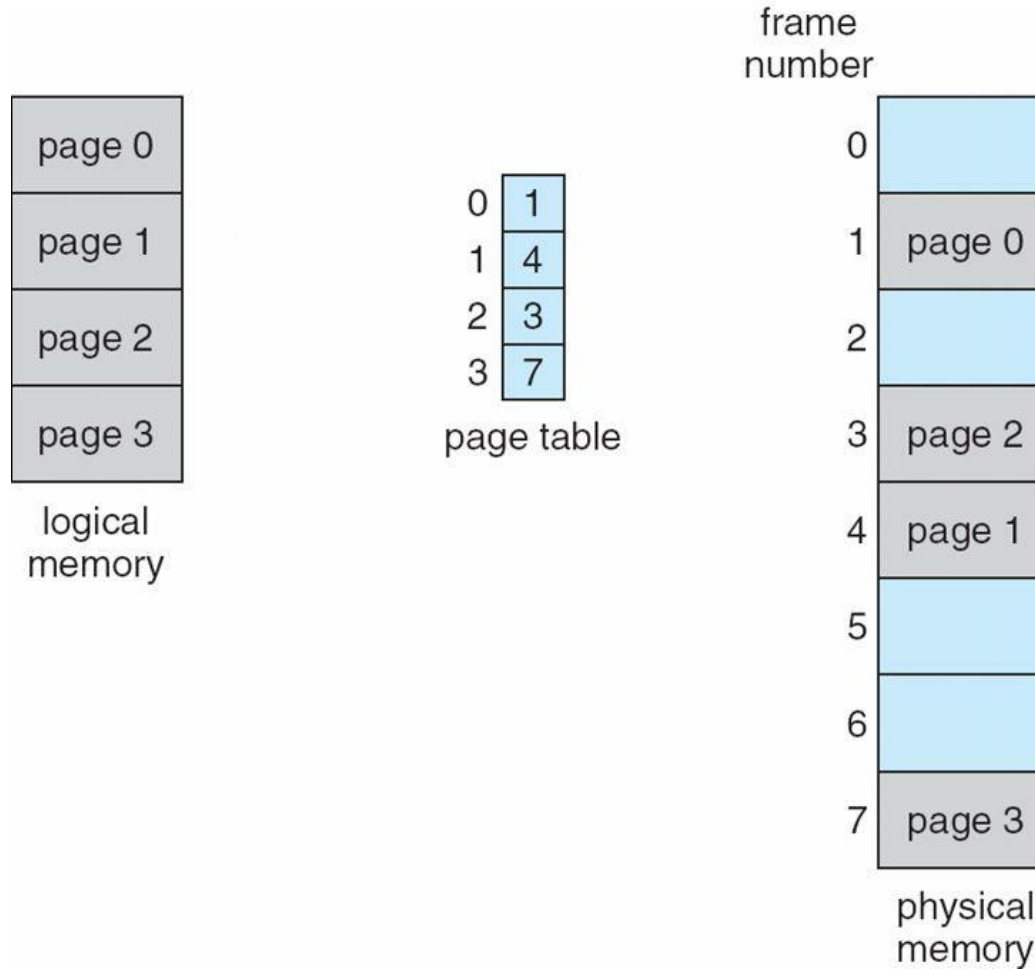 frame
number
page 0
page 1
page 2
page 3
logical
memory
0 1
1 4
2 3
3 7
page table
0
1 page 0
2
3 page 2
4 page 1
5
6
7 page 3
physical
memory